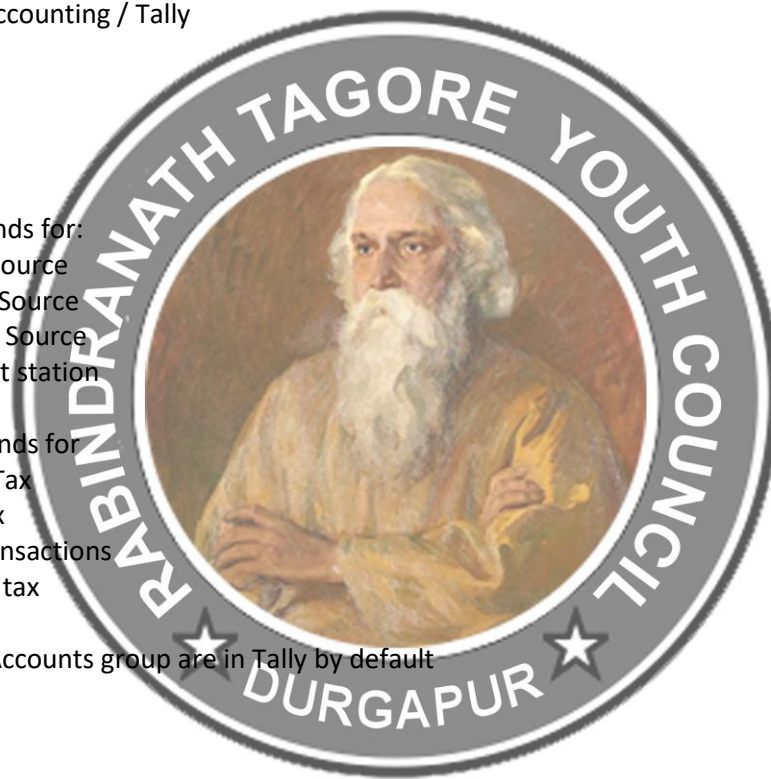 ccounting / Tally
nds for:
ource
Source
Source
t station
nds for
Tax
x
nsactions
tax
Accounts group are in Tally by default
RABINDRANATH TAGORE YOUTH COUNCIL
DURGAPUR